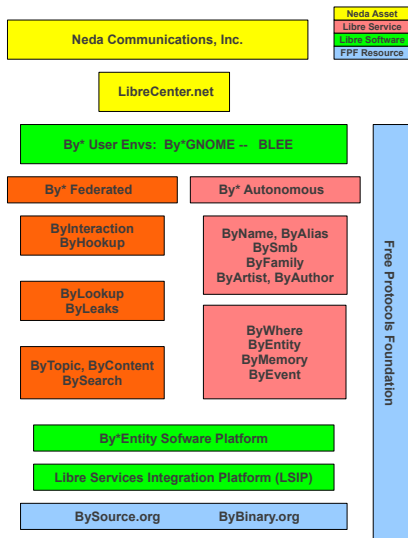 Neda Communications, Inc.
Neda Asset
Libre Service
Libre Software
FPF Resource
LibreCenter.net
By* User Envs: By*GNOME -- BLEE
By* Federated
By* Autonomous
ByInteraction
ByHookup
ByName, ByAlias
BySmb
ByFamily
ByArtist, ByAuthor
ByLookup
ByLeaks
ByWhere
ByEntity
ByMemory
ByEvent
ByTopic, ByContent
BySearch
By*Entity Sofware Platform
Libre Services Integration Platform (LSIP)
BySource.org
ByBinary.org
Free Protocols Foundation